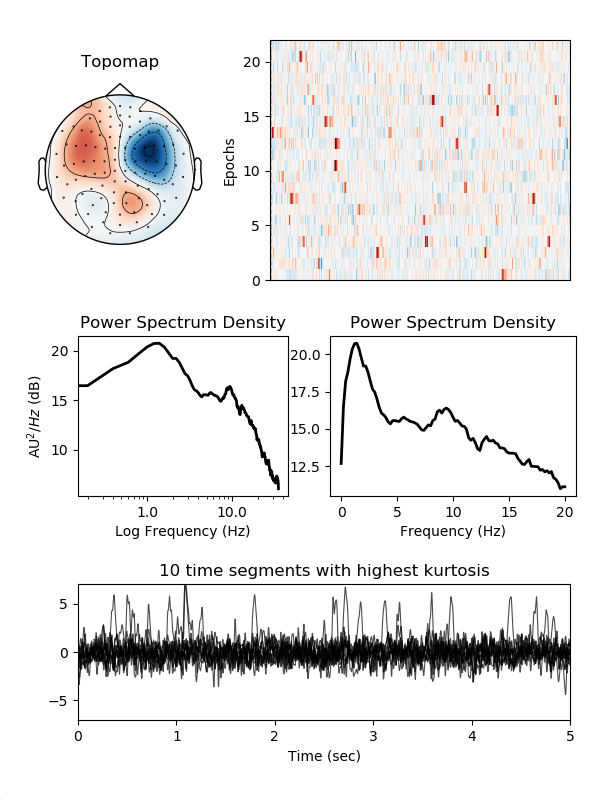 Topomap
Epochs
20
15
10
5
0
Power Spectrum Density
AU²/Hz (dB)
20
15
10
1.0 10.0
Log Frequency (Hz)
Power Spectrum Density
20.0
17.5
15.0
12.5
0 5 10 15 20
Frequency (Hz)
10 time segments with highest kurtosis
5
0
−5
0 1 2 3 4 5
Time (sec)